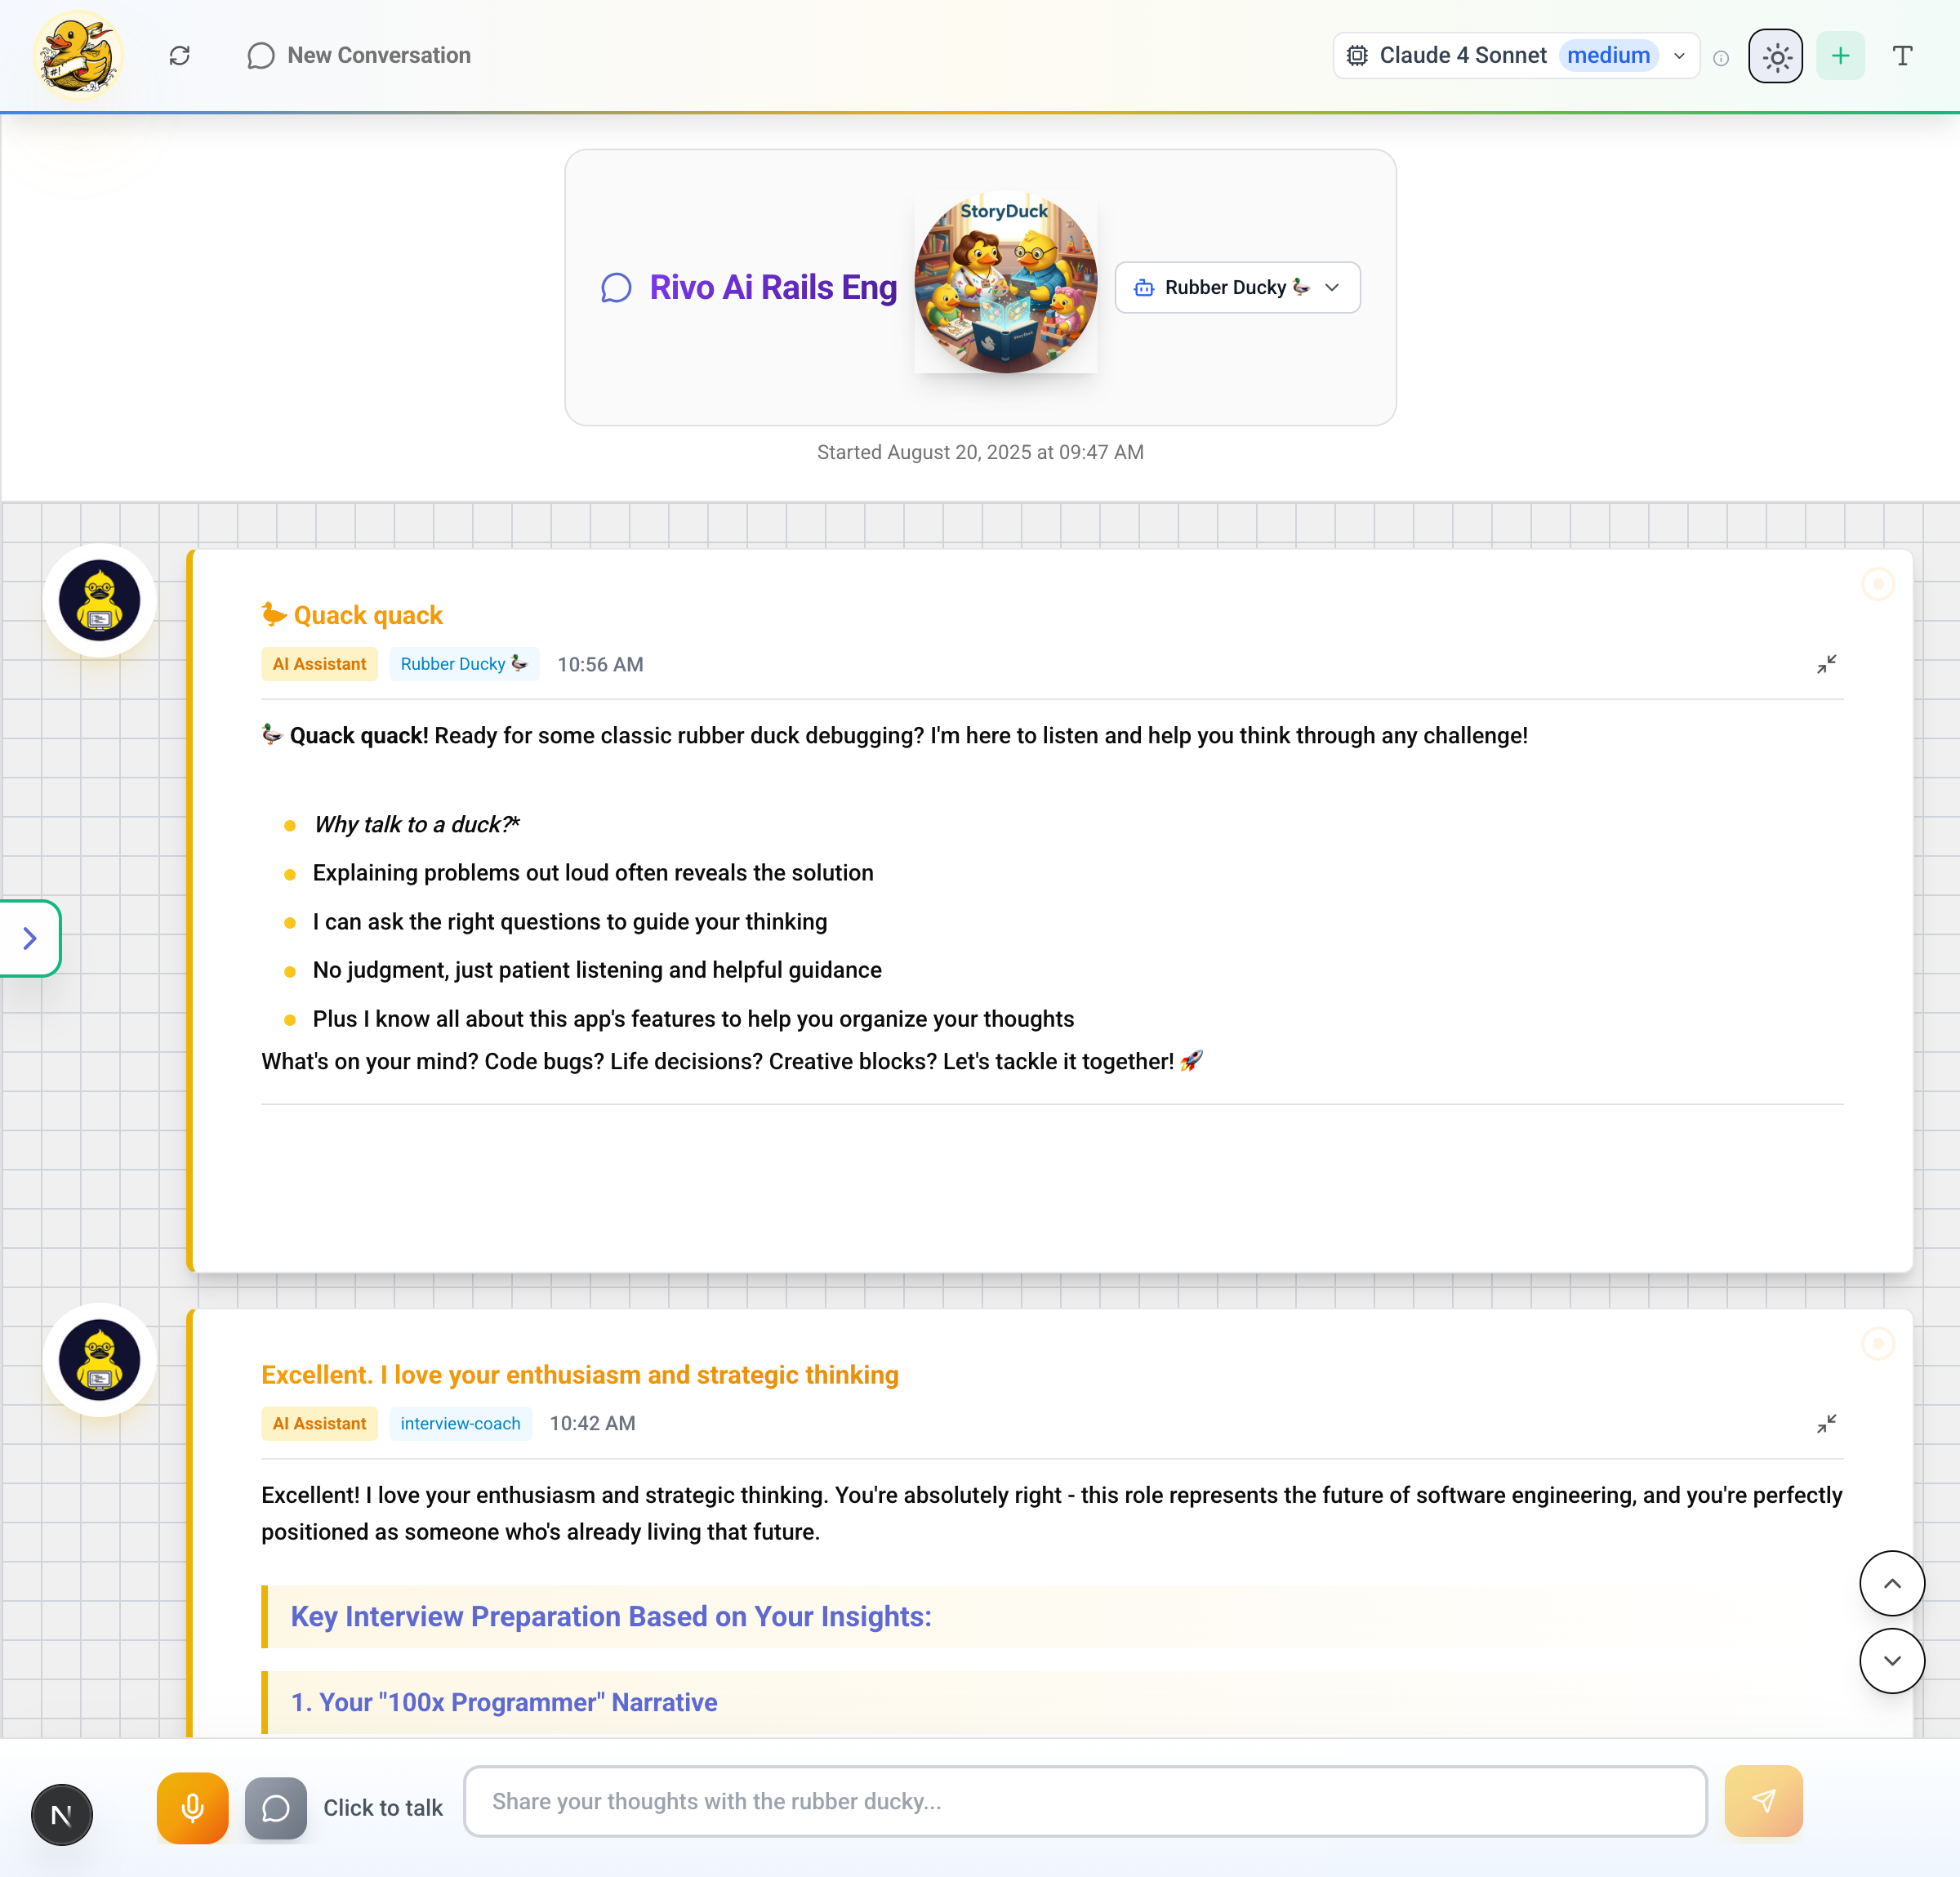 #!
New Conversation
Claude 4 Sonnet medium
T
Rivo Ai Rails Eng
StoryDuck
Rubber Ducky 🦆
Started August 20, 2025 at 09:47 AM
Quack quack
AI Assistant Rubber Ducky 🦆 10:56 AM
🦆 Quack quack! Ready for some classic rubber duck debugging? I'm here to listen and help you think through any challenge!
Why talk to a duck?*
Explaining problems out loud often reveals the solution
I can ask the right questions to guide your thinking
No judgment, just patient listening and helpful guidance
Plus I know all about this app's features to help you organize your thoughts
What's on your mind? Code bugs? Life decisions? Creative blocks? Let's tackle it together! 🚀
Excellent. I love your enthusiasm and strategic thinking
AI Assistant interview-coach 10:42 AM
Excellent! I love your enthusiasm and strategic thinking. You're absolutely right - this role represents the future of software engineering, and you're perfectly
positioned as someone who's already living that future.
Key Interview Preparation Based on Your Insights:
1. Your "100x Programmer" Narrative
N
Click to talk
Share your thoughts with the rubber ducky...